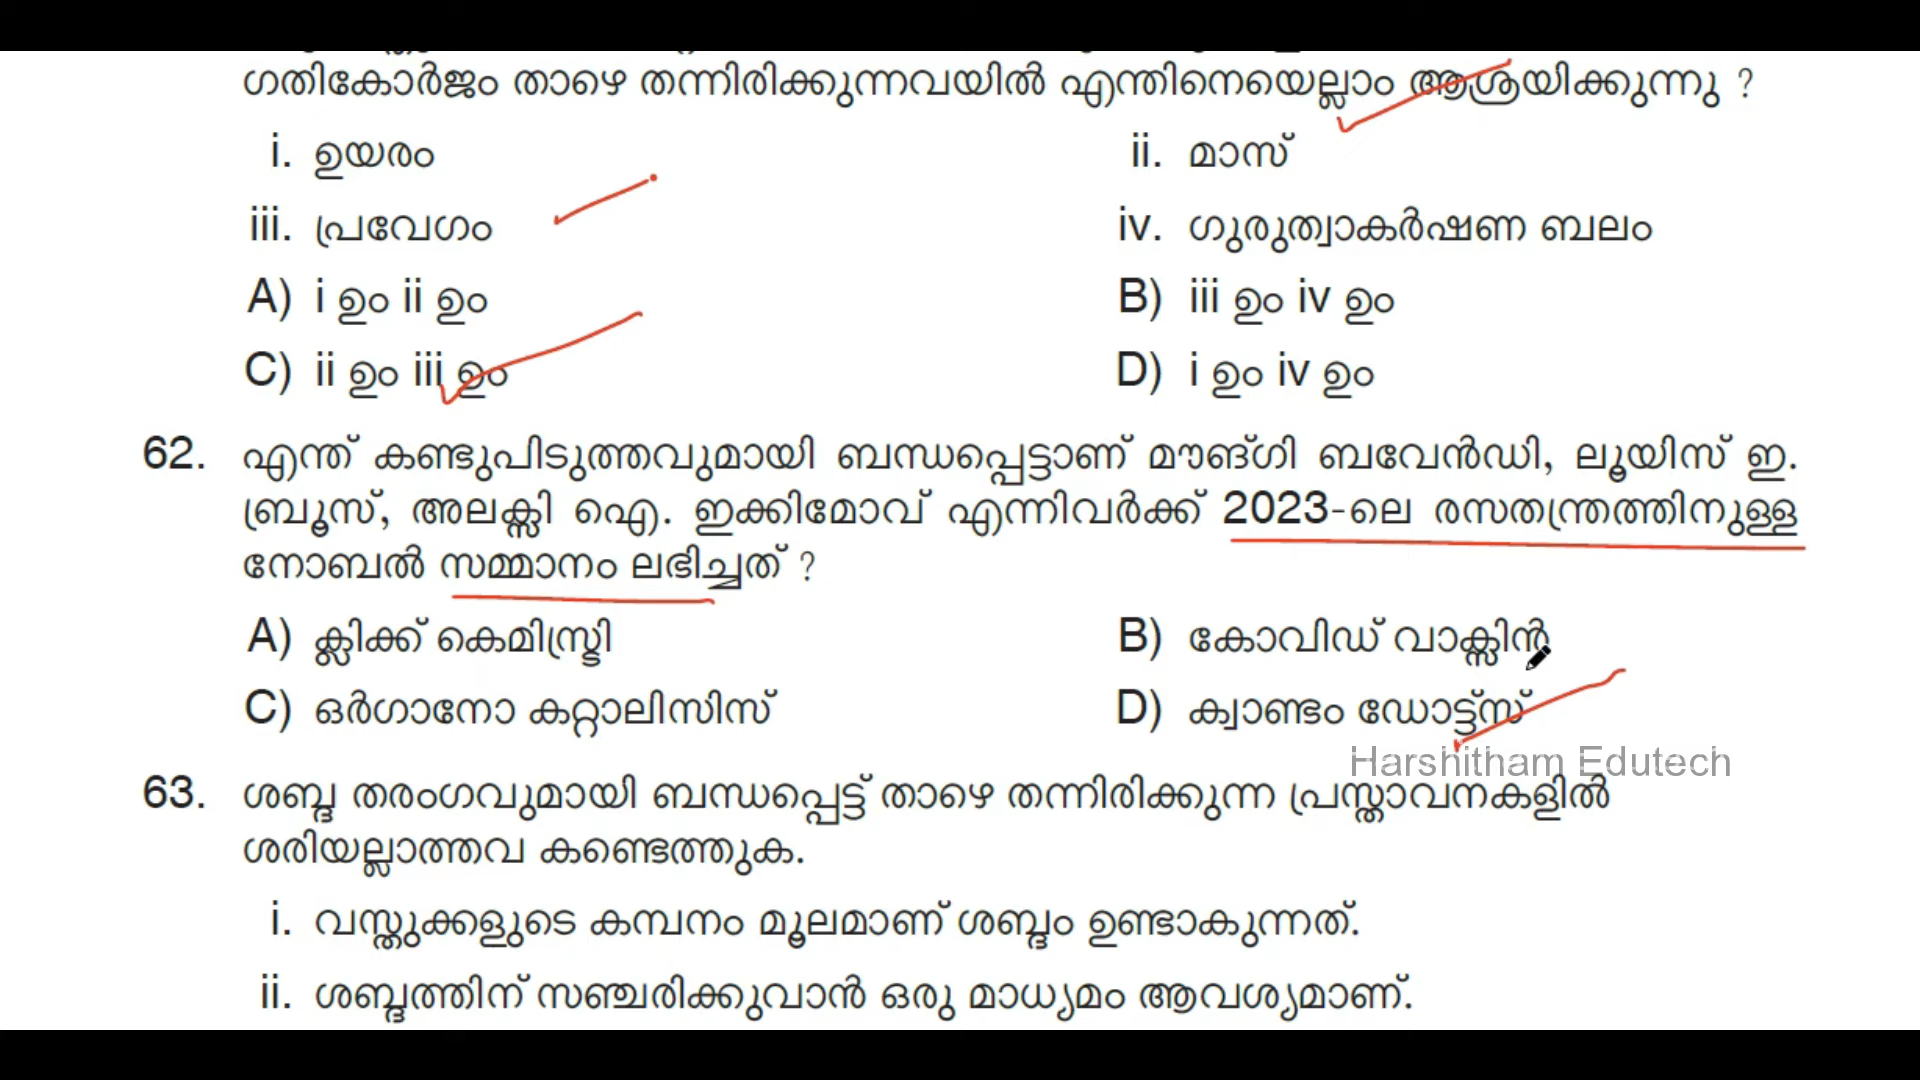 ഗതികോർജം താഴെ തന്നിരിക്കുന്നവയിൽ എന്തിനെയെല്ലാം ആശ്രയിക്കുന്നു ?
i. ഉയരം ii. മാസ്
iii. പ്രവേഗം iv. ഗുരുത്വാകർഷണ ബലം
A) i ഉം ii ഉം B) iii ഉം iv ഉം
C) ii ഉം iii ഉം D) i ഉം iv ഉം
62. എന്ത് കണ്ടുപിടുത്തവുമായി ബന്ധപ്പെട്ടാണ് മൗങ്ഗി ബവേൻഡി, ലൂയിസ് ഇ.
ബ്രൂസ്, അലക്സി ഐ. ഇക്കിമോവ് എന്നിവർക്ക് 2023-ലെ രസതന്ത്രത്തിനുള്ള
നോബൽ സമ്മാനം ലഭിച്ചത് ?
A) ക്ലിക്ക് കെമിസ്ട്രി B) കോവിഡ് വാക്സിൻ
C) ഒർഗാനോ കറ്റാലിസിസ് D) ക്വാണ്ടം ഡോട്ട്സ്
Harshitham Edutech
63. ശബ്ദ തരംഗവുമായി ബന്ധപ്പെട്ട് താഴെ തന്നിരിക്കുന്ന പ്രസ്താവനകളിൽ
ശരിയല്ലാത്തവ കണ്ടെത്തുക.
i. വസ്തുക്കളുടെ കമ്പനം മൂലമാണ് ശബ്ദം ഉണ്ടാകുന്നത്.
ii. ശബ്ദത്തിന് സഞ്ചരിക്കുവാൻ ഒരു മാധ്യമം ആവശ്യമാണ്.